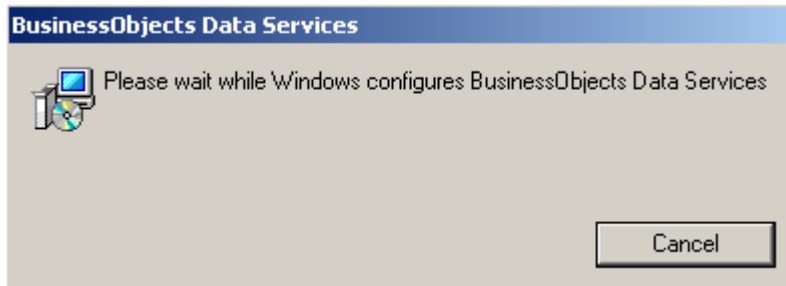 BusinessObjects Data Services
Please wait while Windows configures BusinessObjects Data Services
Cancel